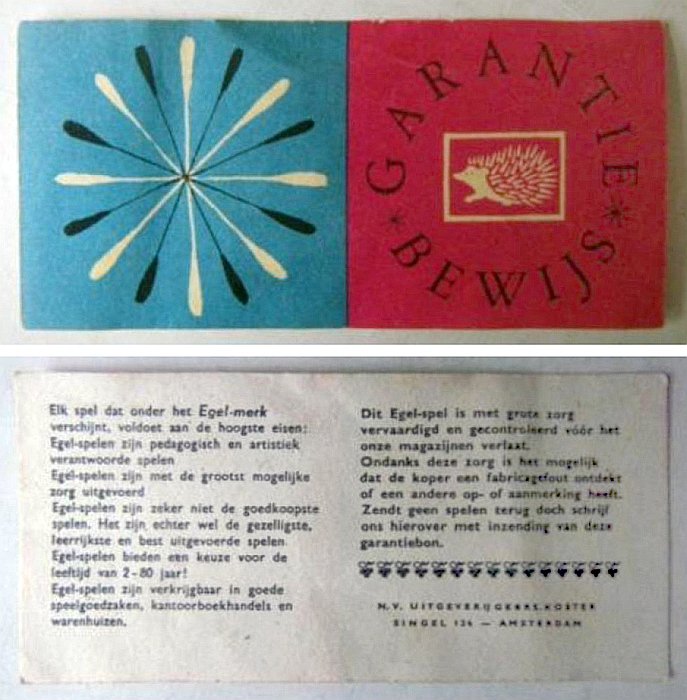 GARANTIE
BEWIJS
Elk spel dat onder het Egel-merk
verschijnt, voldoet aan de hoogste eisen:
Egel-spelen zijn pedagogisch en artistiek
verantwoorde spelen
Egel-spelen zijn met de grootst mogelijke
zorg uitgevoerd
Egel-spelen zijn zeker niet de goedkoopste
spelen. Het zijn echter wel de gezelligste,
leerrijkste en best uitgevoerde spelen.
Egel-spelen bieden een keuze voor de
leeftijd van 2-80 jaar!
Egel-spelen zijn verkrijgbaar in goede
speelgoedzaken, kantoorboekhandels en
warenhuizen.
Dit Egel-spel is met grote zorg
vervaardigd en gecontroleerd vóór het
onze magazijnen verlaat.
Ondanks deze zorg is het mogelijk
dat de koper een fabricagefout ontdekt
of een andere op- of aanmerking heeft.
Zendt geen spelen terug doch schrijf
ons hierover met inzending van deze
garantiebon.
N.V. UITGEVERIJ
SINGEL — AMSTERDAM